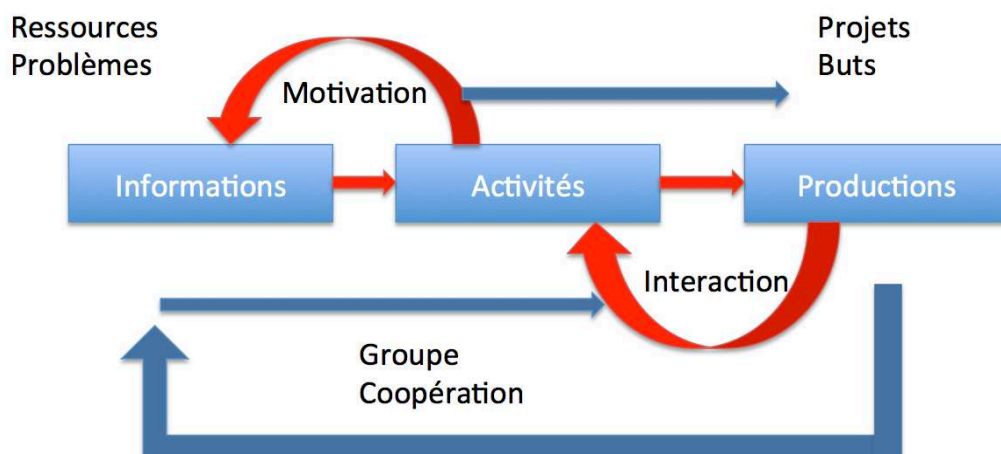 Ressources
Problèmes
Projets
Buts
Motivation
Informations
Activités
Productions
Interaction
Groupe
Coopération